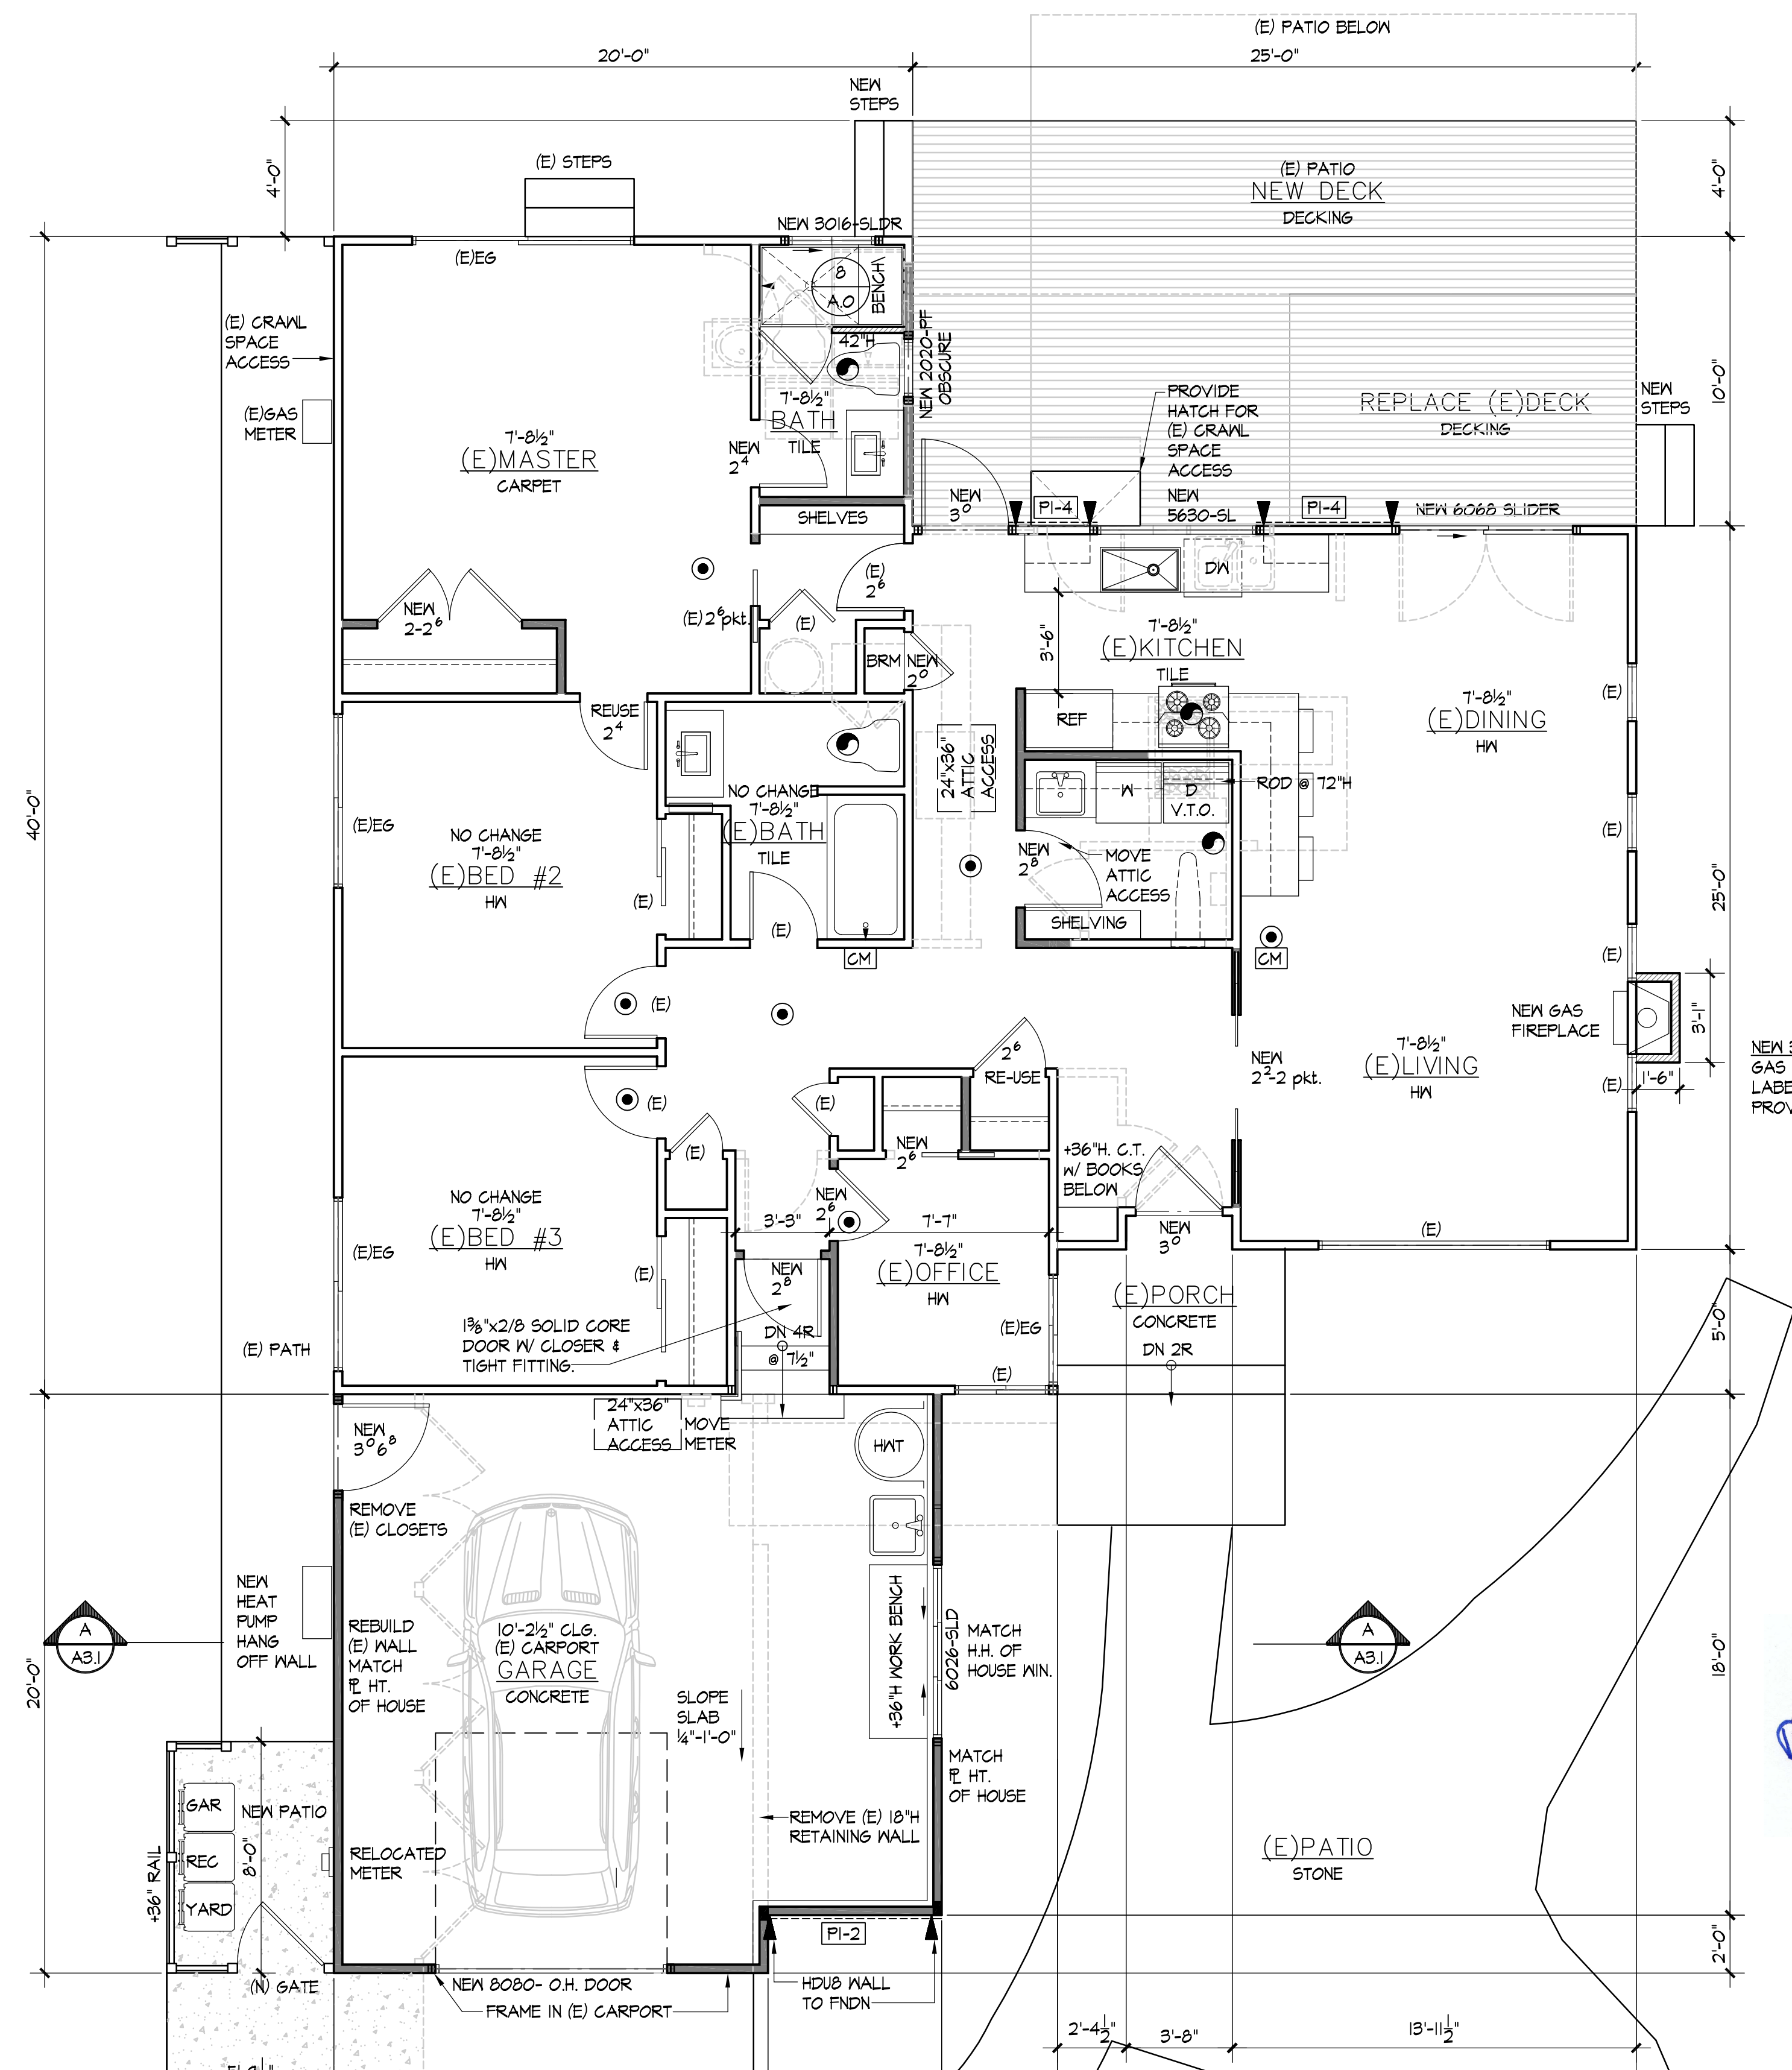 (E) PATIO BELOW
20'-0"
25'-0"
NEW
STEPS
4'-0"
(E) STEPS
(E) PATIO
NEW DECK
DECKING
4'-0"
NEW 3016-SLDR
(E)EG
8
A.0
BENCH
(E) CRAWL
SPACE
ACCESS
42"H
NEW 2020-PF
OBSCURE
10'-0"
(E)GAS
METER
7'-8½"
BATH
TILE
NEW
2⁴
PROVIDE
HATCH FOR
(E) CRAWL
SPACE
ACCESS
REPLACE (E)DECK
DECKING
NEW
STEPS
7'-8½"
(E)MASTER
CARPET
SHELVES
NEW
3⁰
P1-4
NEW
5630-SL
P1-4
NEW 6068 SLIDER
(E)
2⁶
DW
NEW
2-2⁶
(E)2⁶pkt.
(E)
3'-6"
7'-8½"
(E)KITCHEN
TILE
BRM
NEW
2⁰
REUSE
2⁴
REF
7'-8½"
(E)DINING
HW
(E)
24"x36"
ATTIC
ACCESS
NO CHANGE
7'-8½"
(E)BATH
TILE
W
D
V.T.O.
ROD @ 72"H
40'-0"
(E)EG
NO CHANGE
7'-8½"
(E)BED #2
HW
(E)
(E)
NEW
2⁸
MOVE
ATTIC
ACCESS
SHELVING
(E)
25'-0"
(E)
CM
CM
(E)
(E)
NEW GAS
FIREPLACE
3'-1"
1'-6"
(E)
NEW 3
GAS
LABE
PROV
2⁶
RE-USE
NEW
2²-2 pkt.
7'-8½"
(E)LIVING
HW
(E)
(E)
(E)
NEW
2⁶
+36"H. C.T.
w/ BOOKS
BELOW
NO CHANGE
7'-8½"
(E)BED #3
HW
(E)EG
(E)
NEW
2⁶
3'-3"
7'-7"
7'-8½"
(E)OFFICE
HW
NEW
3⁰
(E)
NEW
2⁸
(E)PORCH
CONCRETE
DN 2R
(E)EG
(E)
5'-0"
1⅜"x2/8 SOLID CORE
DOOR W/ CLOSER &
TIGHT FITTING.
DN 4R
@ 7½"
(E) PATH
24"x36"
ATTIC
ACCESS
MOVE
METER
NEW
3⁰6⁸
HWT
REMOVE
(E) CLOSETS
NEW
HEAT
PUMP
HANG
OFF WALL
REBUILD
(E) WALL
MATCH
PL HT.
OF HOUSE
10'-2½" CLG.
(E) CARPORT
GARAGE
CONCRETE
+36"H WORK BENCH
6026-SLD
MATCH
H.H. OF
HOUSE WIN.
A
A3.1
A
A3.1
20'-0"
18'-0"
SLOPE
SLAB
¼"-1'-0"
MATCH
PL HT.
OF HOUSE
GAR
REC
YARD
NEW PATIO
8'-0"
+36" RAIL
RELOCATED
METER
REMOVE (E) 18"H
RETAINING WALL
(E)PATIO
STONE
P1-2
2'-0"
(N) GATE
NEW 8080- O.H. DOOR
FRAME IN (E) CARPORT
HDU8 WALL
TO FNDN
2'-4½"
3'-8"
13'-11½"